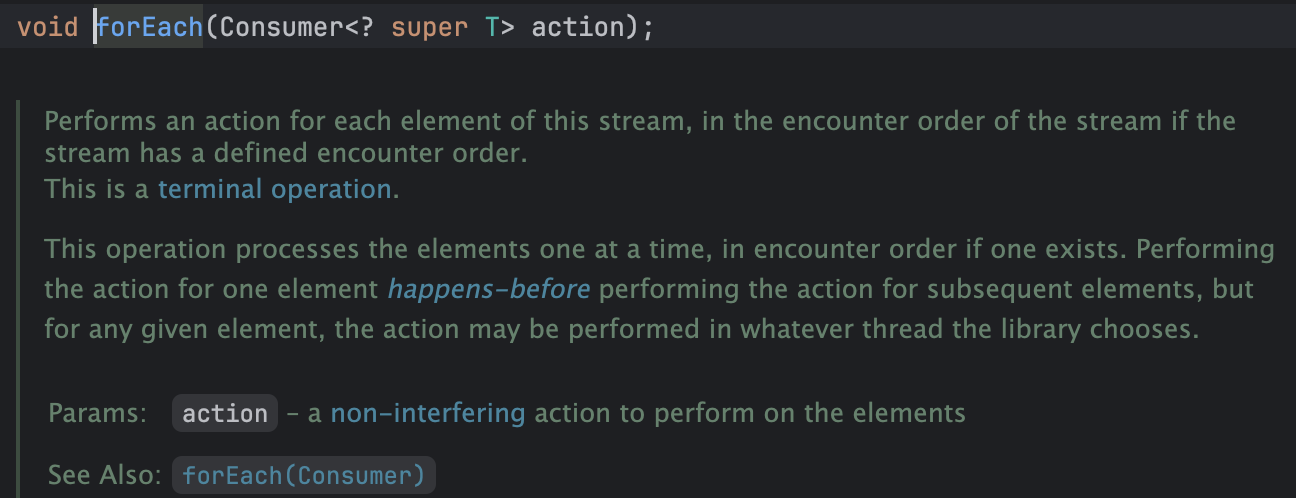 void forEach(Consumer<? super T> action);
Performs an action for each element of this stream, in the encounter order of the stream if the
stream has a defined encounter order.
This is a terminal operation.
This operation processes the elements one at a time, in encounter order if one exists. Performing
the action for one element happens-before performing the action for subsequent elements, but
for any given element, the action may be performed in whatever thread the library chooses.
Params: action – a non-interfering action to perform on the elements
See Also: forEach(Consumer)